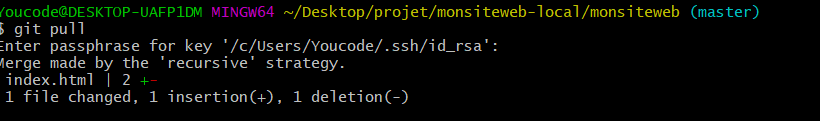 Youcode@DESKTOP-UAFP1DM MINGW64 ~/Desktop/projet/monsiteweb-local/monsiteweb (master)
$ git pull
Enter passphrase for key '/c/Users/Youcode/.ssh/id_rsa':
Merge made by the 'recursive' strategy.
index.html | 2 +-
1 file changed, 1 insertion(+), 1 deletion(-)